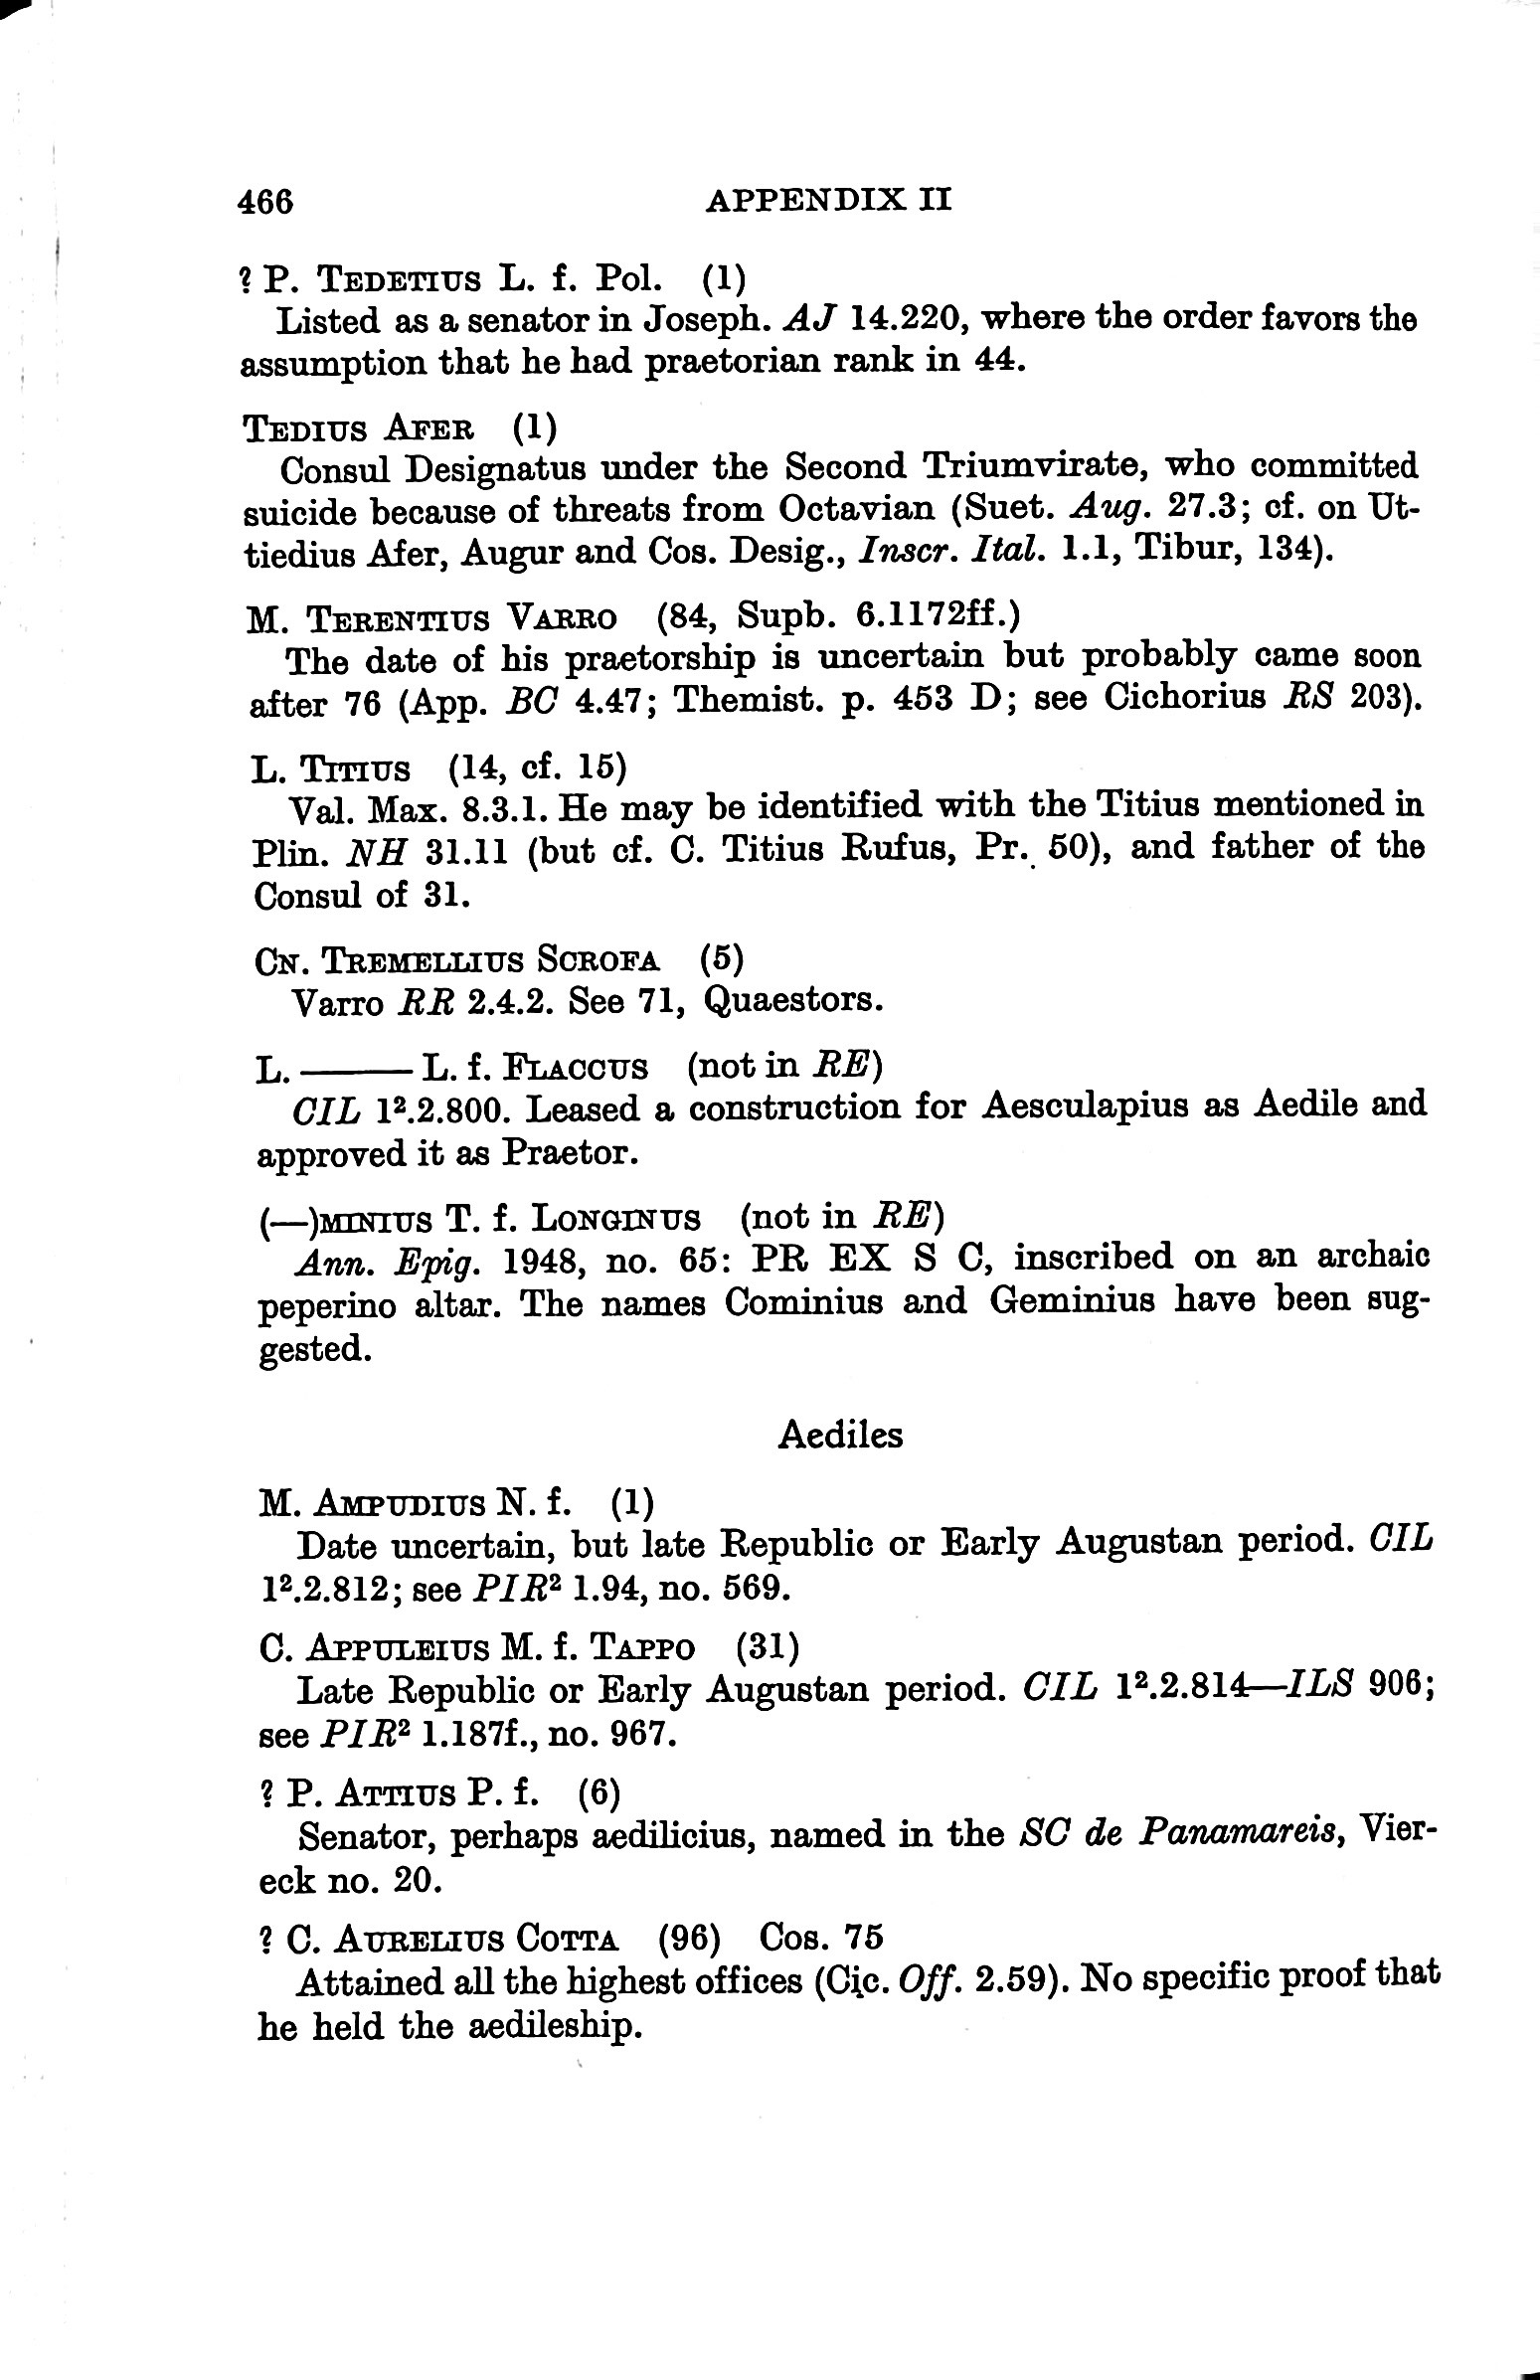 466 APPENDIX II
? P. TEDETIUS L. f. Pol. (1)
Listed as a senator in Joseph. AJ 14.220, where the order favors the
assumption that he had praetorian rank in 44.
TEDIUS AFER (1)
Consul Designatus under the Second Triumvirate, who committed
suicide because of threats from Octavian (Suet. Aug. 27.3; cf. on Ut-
tiedius Afer, Augur and Cos. Desig., Inscr. Ital. 1.1, Tibur, 134).
M. TERENTIUS VARRO (84, Supb. 6.1172ff.)
The date of his praetorship is uncertain but probably came soon
after 76 (App. BC 4.47; Themist. p. 453 D; see Cichorius RS 203).
L. TITIUS (14, cf. 15)
Val. Max. 8.3.1. He may be identified with the Titius mentioned in
Plin. NH 31.11 (but cf. C. Titius Rufus, Pr. 50), and father of the
Consul of 31.
CN. TREMELLIUS SCROFA (5)
Varro RR 2.4.2. See 71, Quaestors.
L. ——— L. f. FLACCUS (not in RE)
CIL 1².2.800. Leased a construction for Aesculapius as Aedile and
approved it as Praetor.
(—)MINIUS T. f. LONGINUS (not in RE)
Ann. Epig. 1948, no. 65: PR EX S C, inscribed on an archaic
peperino altar. The names Cominius and Geminius have been sug-
gested.
Aediles
M. AMPUDIUS N. f. (1)
Date uncertain, but late Republic or Early Augustan period. CIL
1².2.812; see PIR² 1.94, no. 569.
C. APPULEIUS M. f. TAPPO (31)
Late Republic or Early Augustan period. CIL 1².2.814—ILS 906;
see PIR² 1.187f., no. 967.
? P. ATTIUS P. f. (6)
Senator, perhaps aedilicius, named in the SC de Panamareis, Vier-
eck no. 20.
? C. AURELIUS COTTA (96) Cos. 75
Attained all the highest offices (Cic. Off. 2.59). No specific proof that
he held the aedileship.